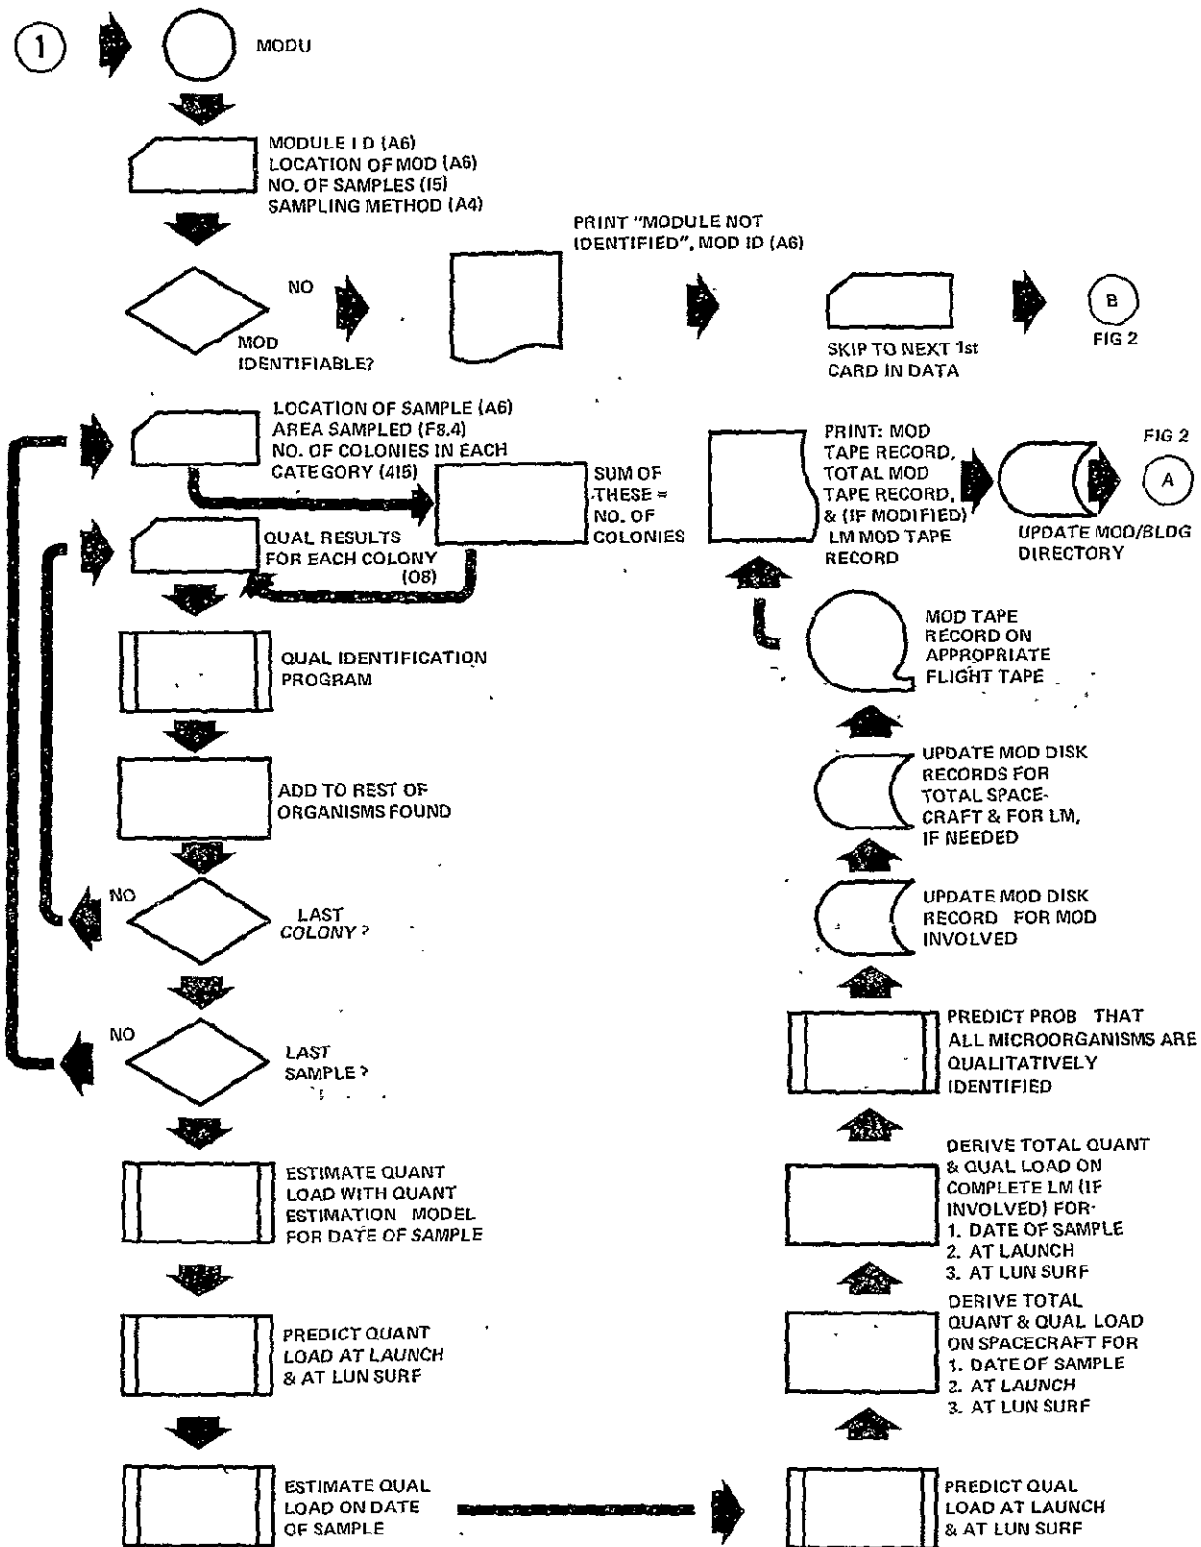 1
MODU
MODULE I D (A6)
LOCATION OF MOD (A6)
NO. OF SAMPLES (I5)
SAMPLING METHOD (A4)
PRINT "MODULE NOT
IDENTIFIED", MOD ID (A6)
NO
MOD
IDENTIFIABLE?
SKIP TO NEXT 1st
CARD IN DATA
B
FIG 2
LOCATION OF SAMPLE (A6)
AREA SAMPLED (F8.4)
NO. OF COLONIES IN EACH
CATEGORY (415)
SUM OF
THESE =
NO. OF
COLONIES
QUAL RESULTS
FOR EACH COLONY
(O8)
QUAL IDENTIFICATION
PROGRAM
ADD TO REST OF
ORGANISMS FOUND
NO
LAST
COLONY?
NO
LAST
SAMPLE?
ESTIMATE QUANT
LOAD WITH QUANT
ESTIMATION MODEL
FOR DATE OF SAMPLE
PREDICT QUANT
LOAD AT LAUNCH
& AT LUN SURF
ESTIMATE QUAL
LOAD ON DATE
OF SAMPLE
PREDICT QUAL
LOAD AT LAUNCH
& AT LUN SURF
DERIVE TOTAL
QUANT & QUAL LOAD
ON SPACECRAFT FOR
1. DATE OF SAMPLE
2. AT LAUNCH
3. AT LUN SURF
DERIVE TOTAL QUANT
& QUAL LOAD ON
COMPLETE LM (IF
INVOLVED) FOR-
1. DATE OF SAMPLE
2. AT LAUNCH
3. AT LUN SURF
PREDICT PROB THAT
ALL MICROORGANISMS ARE
QUALITATIVELY
IDENTIFIED
UPDATE MOD DISK
RECORD FOR MOD
INVOLVED
UPDATE MOD DISK
RECORDS FOR
TOTAL SPACE-
CRAFT & FOR LM,
IF NEEDED
MOD TAPE
RECORD ON
APPROPRIATE
FLIGHT TAPE
PRINT: MOD
TAPE RECORD,
TOTAL MOD
TAPE RECORD,
& (IF MODIFIED)
LM MOD TAPE
RECORD
UPDATE MOD/BLDG
DIRECTORY
FIG 2
A